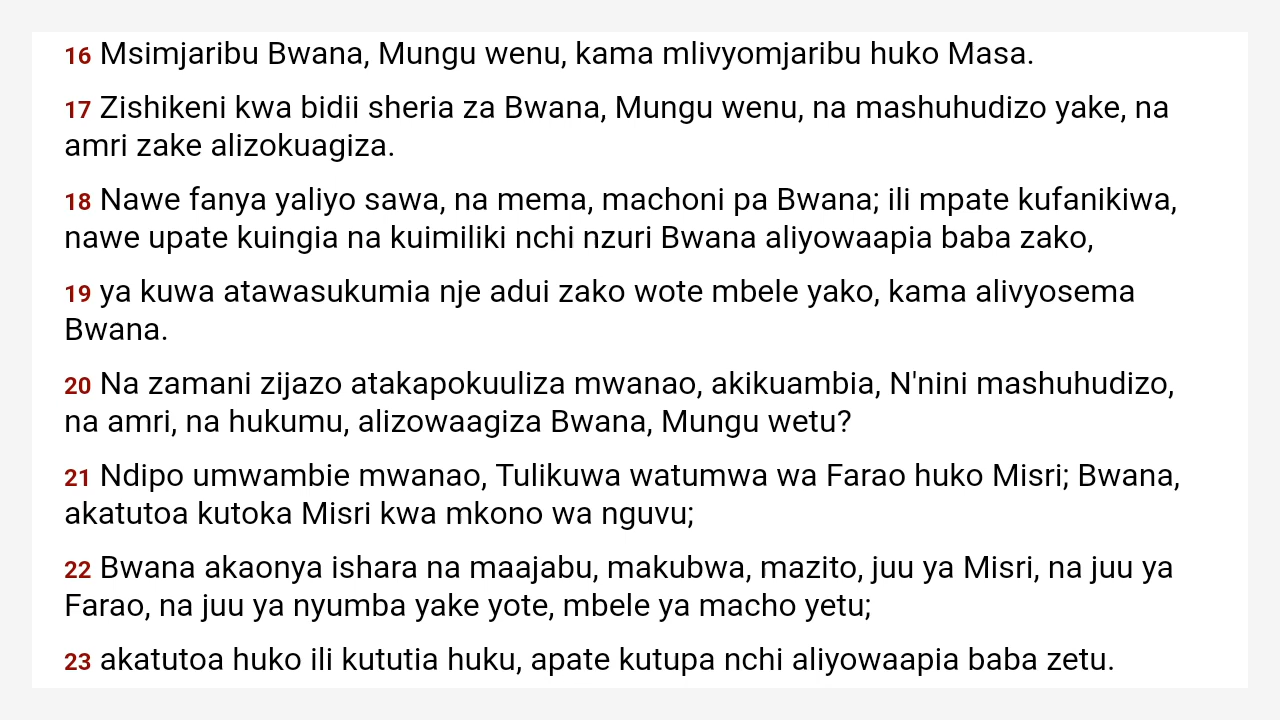 16 Msimjaribu Bwana, Mungu wenu, kama mlivyomjaribu huko Masa.
17 Zishikeni kwa bidii sheria za Bwana, Mungu wenu, na mashuhudizo yake, na
amri zake alizokuagiza.
18 Nawe fanya yaliyo sawa, na mema, machoni pa Bwana; ili mpate kufanikiwa,
nawe upate kuingia na kuimiliki nchi nzuri Bwana aliyowaapia baba zako,
19 ya kuwa atawasukumia nje adui zako wote mbele yako, kama alivyosema
Bwana.
20 Na zamani zijazo atakapokuuliza mwanao, akikuambia, N'nini mashuhudizo,
na amri, na hukumu, alizowaagiza Bwana, Mungu wetu?
21 Ndipo umwambie mwanao, Tulikuwa watumwa wa Farao huko Misri; Bwana,
akatutoa kutoka Misri kwa mkono wa nguvu;
22 Bwana akaonya ishara na maajabu, makubwa, mazito, juu ya Misri, na juu ya
Farao, na juu ya nyumba yake yote, mbele ya macho yetu;
23 akatutoa huko ili kututia huku, apate kutupa nchi aliyowaapia baba zetu.